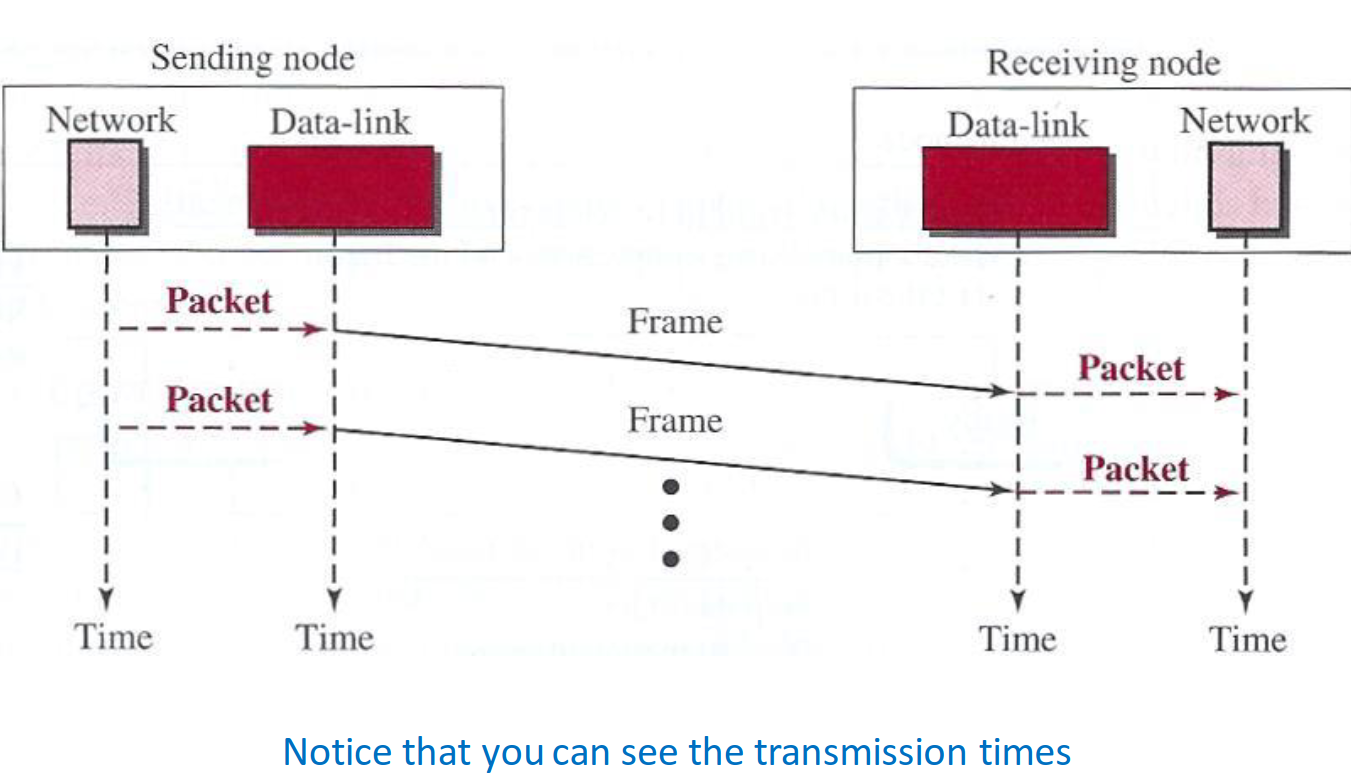 Sending node
Receiving node
Network
Data-link
Data-link
Network
Packet
Frame
Packet
Packet
Frame
Packet
Time
Time
Time
Time
Notice that you can see the transmission times